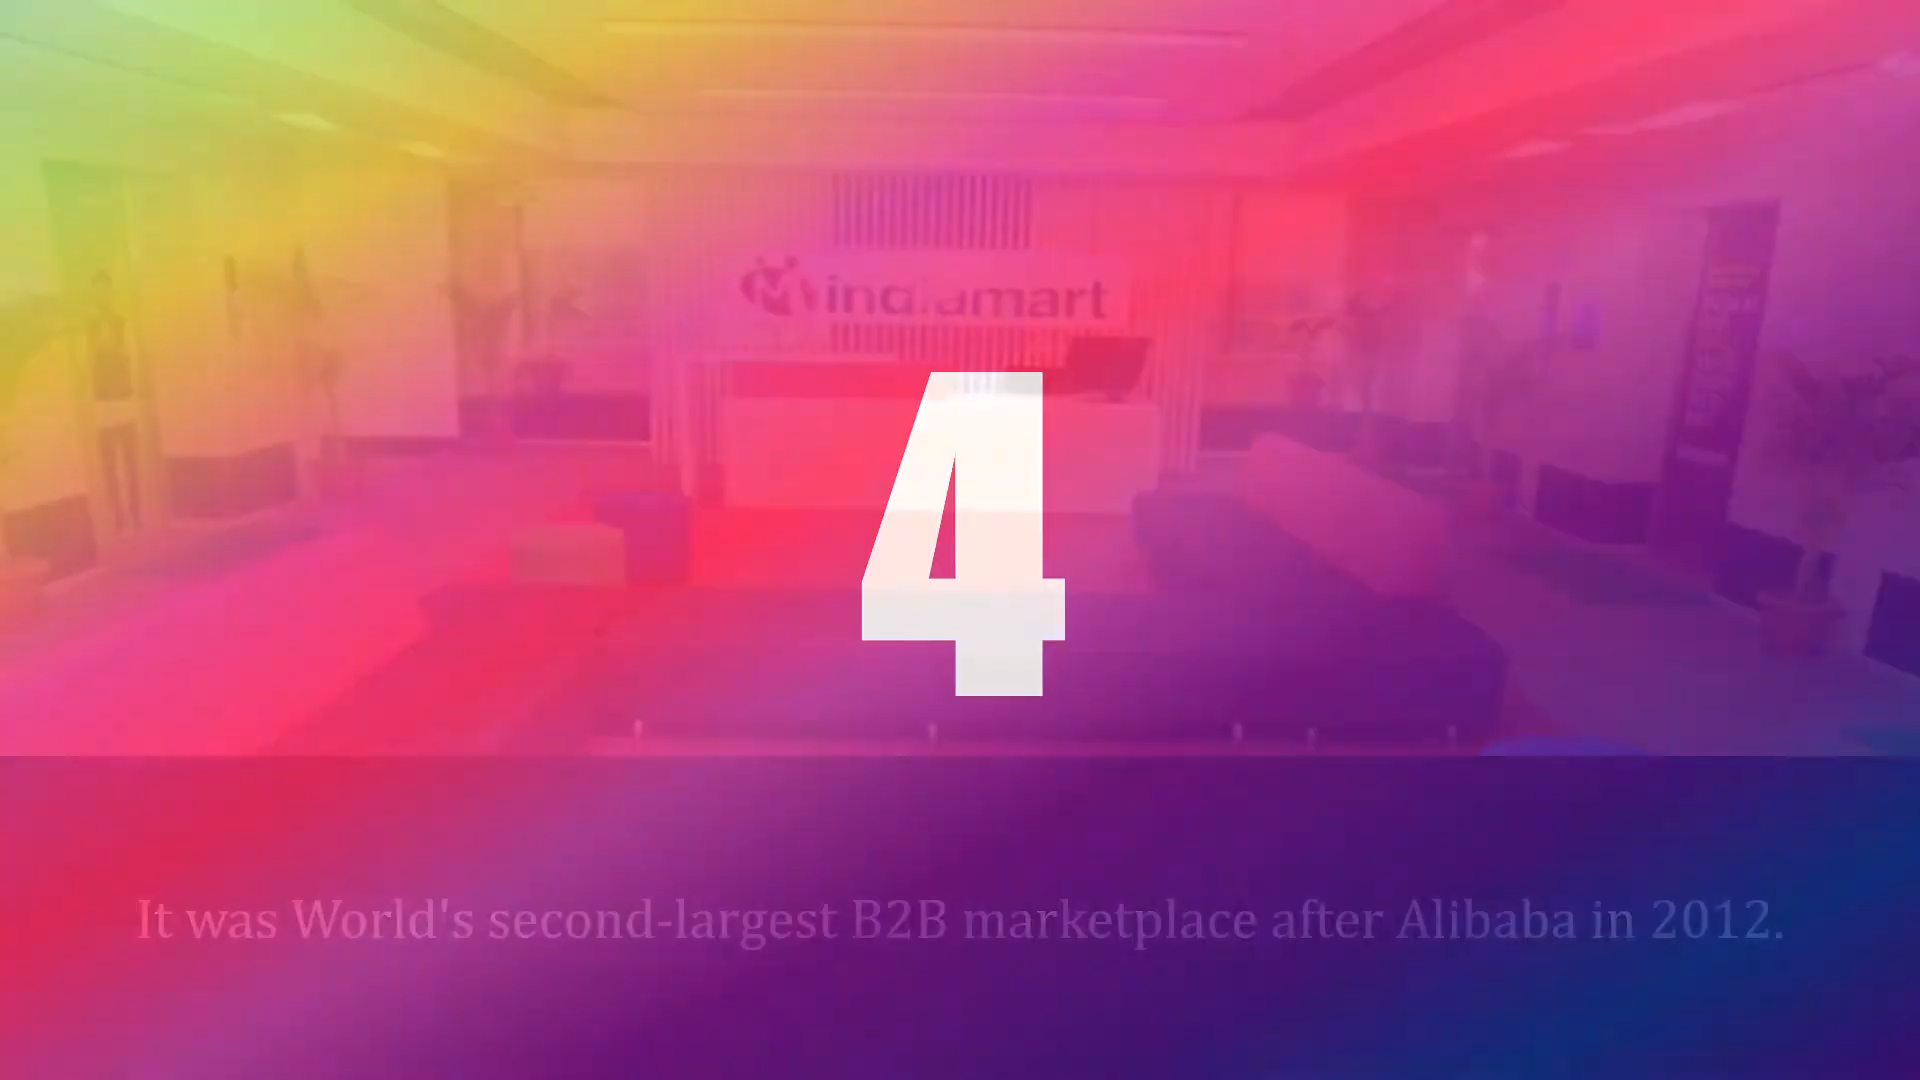 indiamart
4
It was World's second-largest B2B marketplace after Alibaba in 2012.